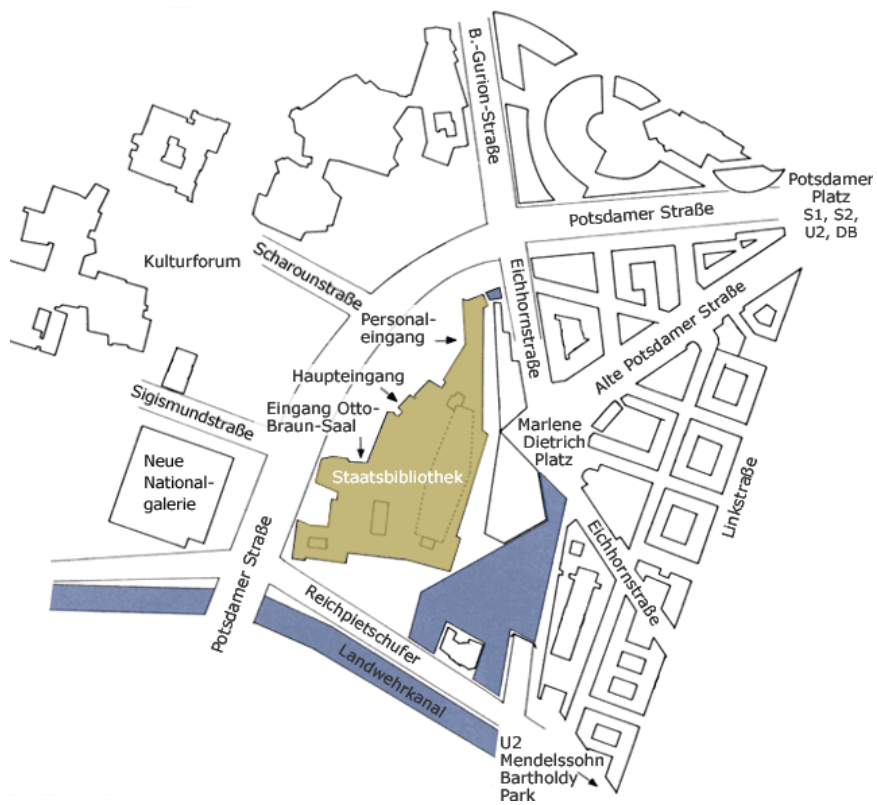 B.-Gurion-Straße
Potsdamer
Platz
S1, S2,
U2, DB
Potsdamer Straße
Kulturforum
Scharounstraße
Eichhornstraße
Alte Potsdamer Straße
Personal-
eingang
Haupteingang
Eingang Otto-
Braun-Saal
Sigismundstraße
Marlene
Dietrich
Platz
Neue
National-
galerie
Staatsbibliothek
Linkstraße
Eichhornstraße
Potsdamer Straße
Reichpietschufer
Landwehrkanal
U2
Mendelssohn
Bartholdy
Park